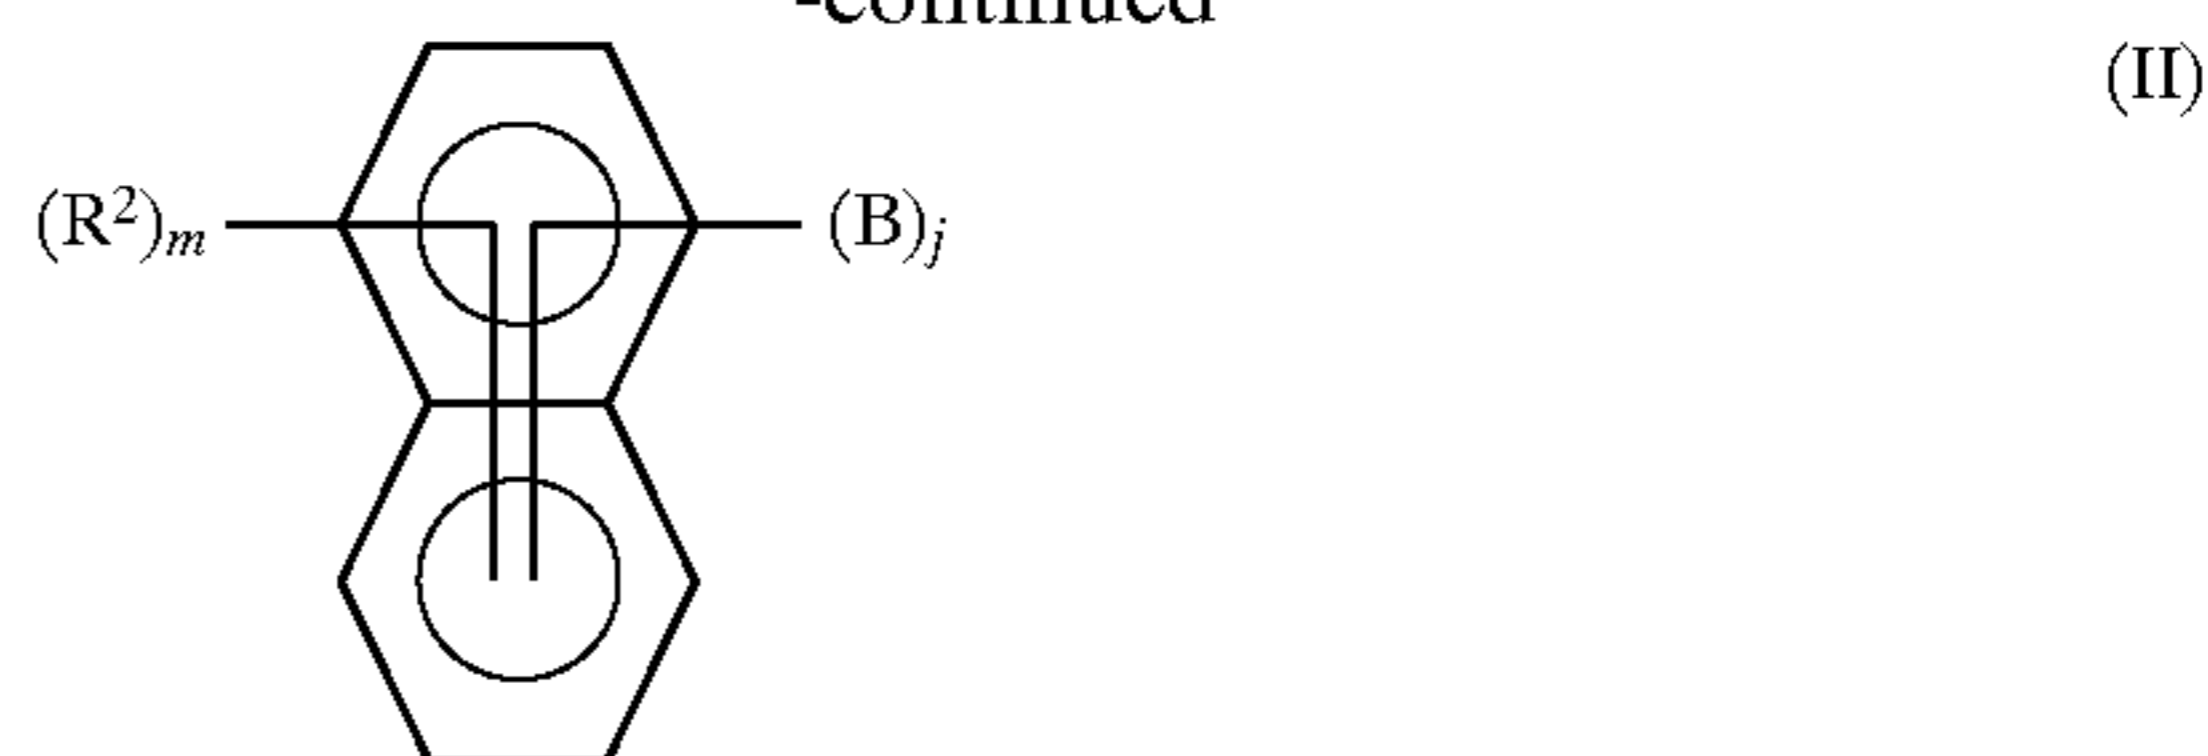 -continued
(II)
(R²)ₘ (B)ⱼ